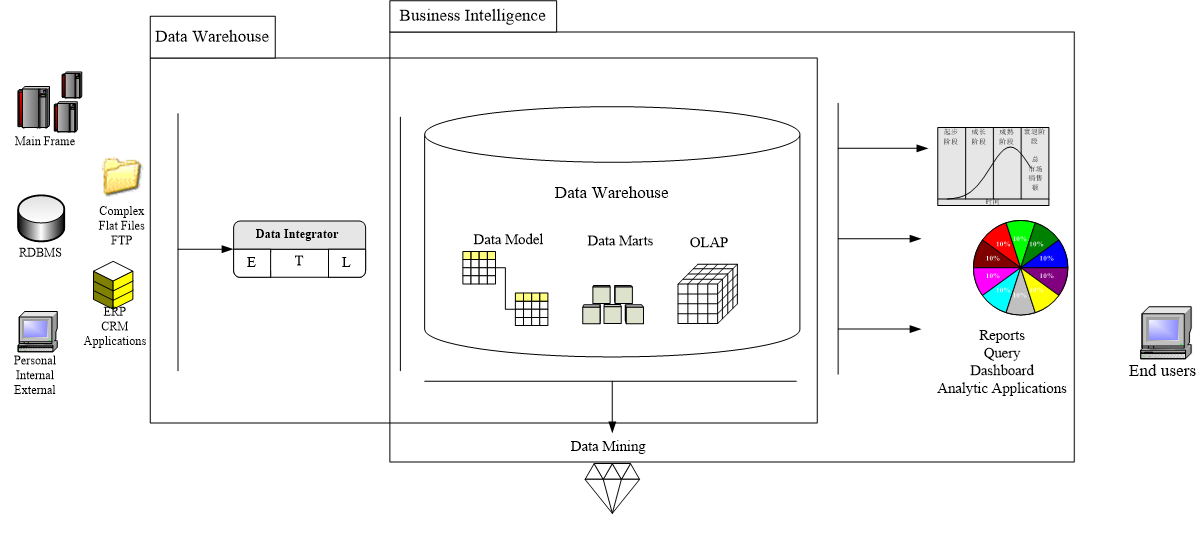 Business Intelligence
Data Warehouse
Main Frame
Complex
Flat Files
FTP
RDBMS
ERP
CRM
Applications
Personal
Internal
External
Data Integrator
E
T
L
Data Warehouse
Data Model
Data Marts
OLAP
Data Mining
起步
阶段
成长
阶段
成熟
阶段
衰退阶
段
总
市场
销售
额
时间
10%
10%
10%
10%
10%
10%
10%
10%
10%
10%
Reports
Query
Dashboard
Analytic Applications
End users